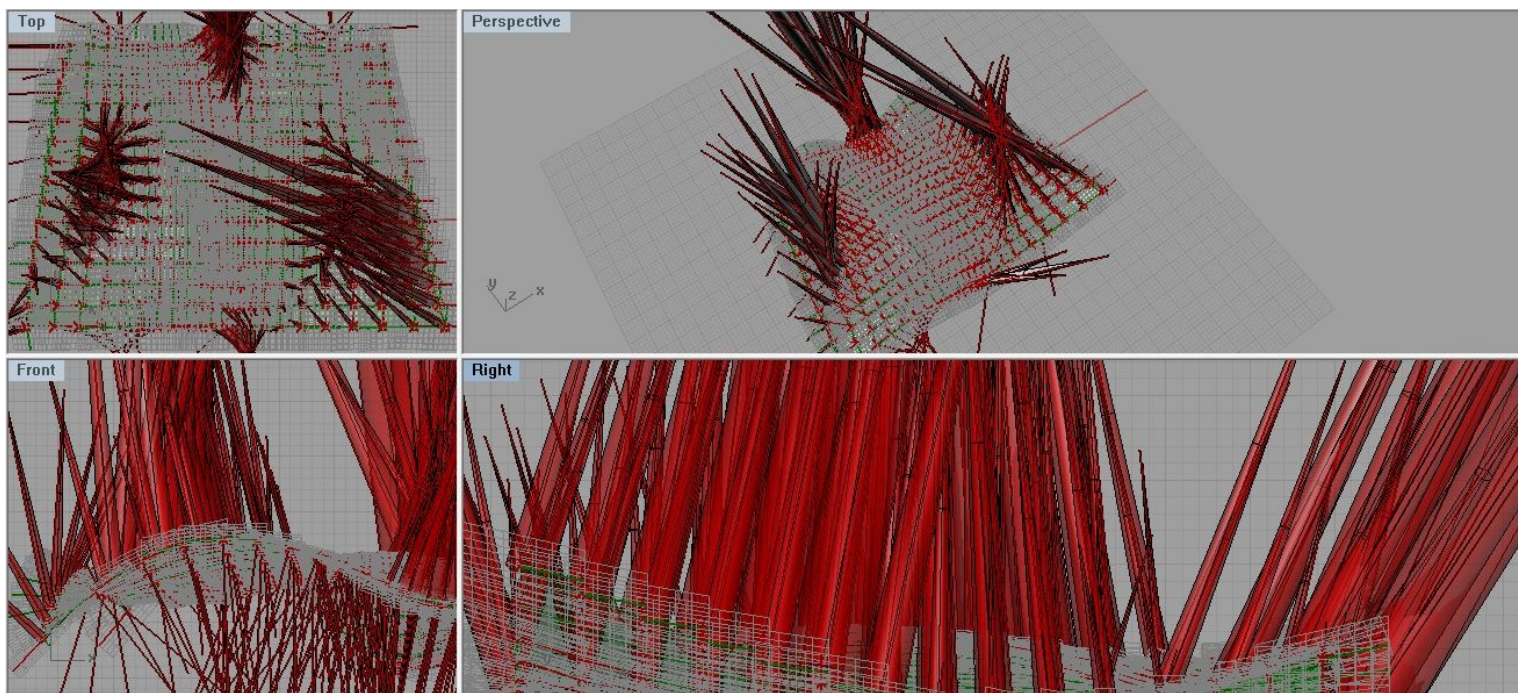 Top
Perspective
y
z
x
Front
Right
x